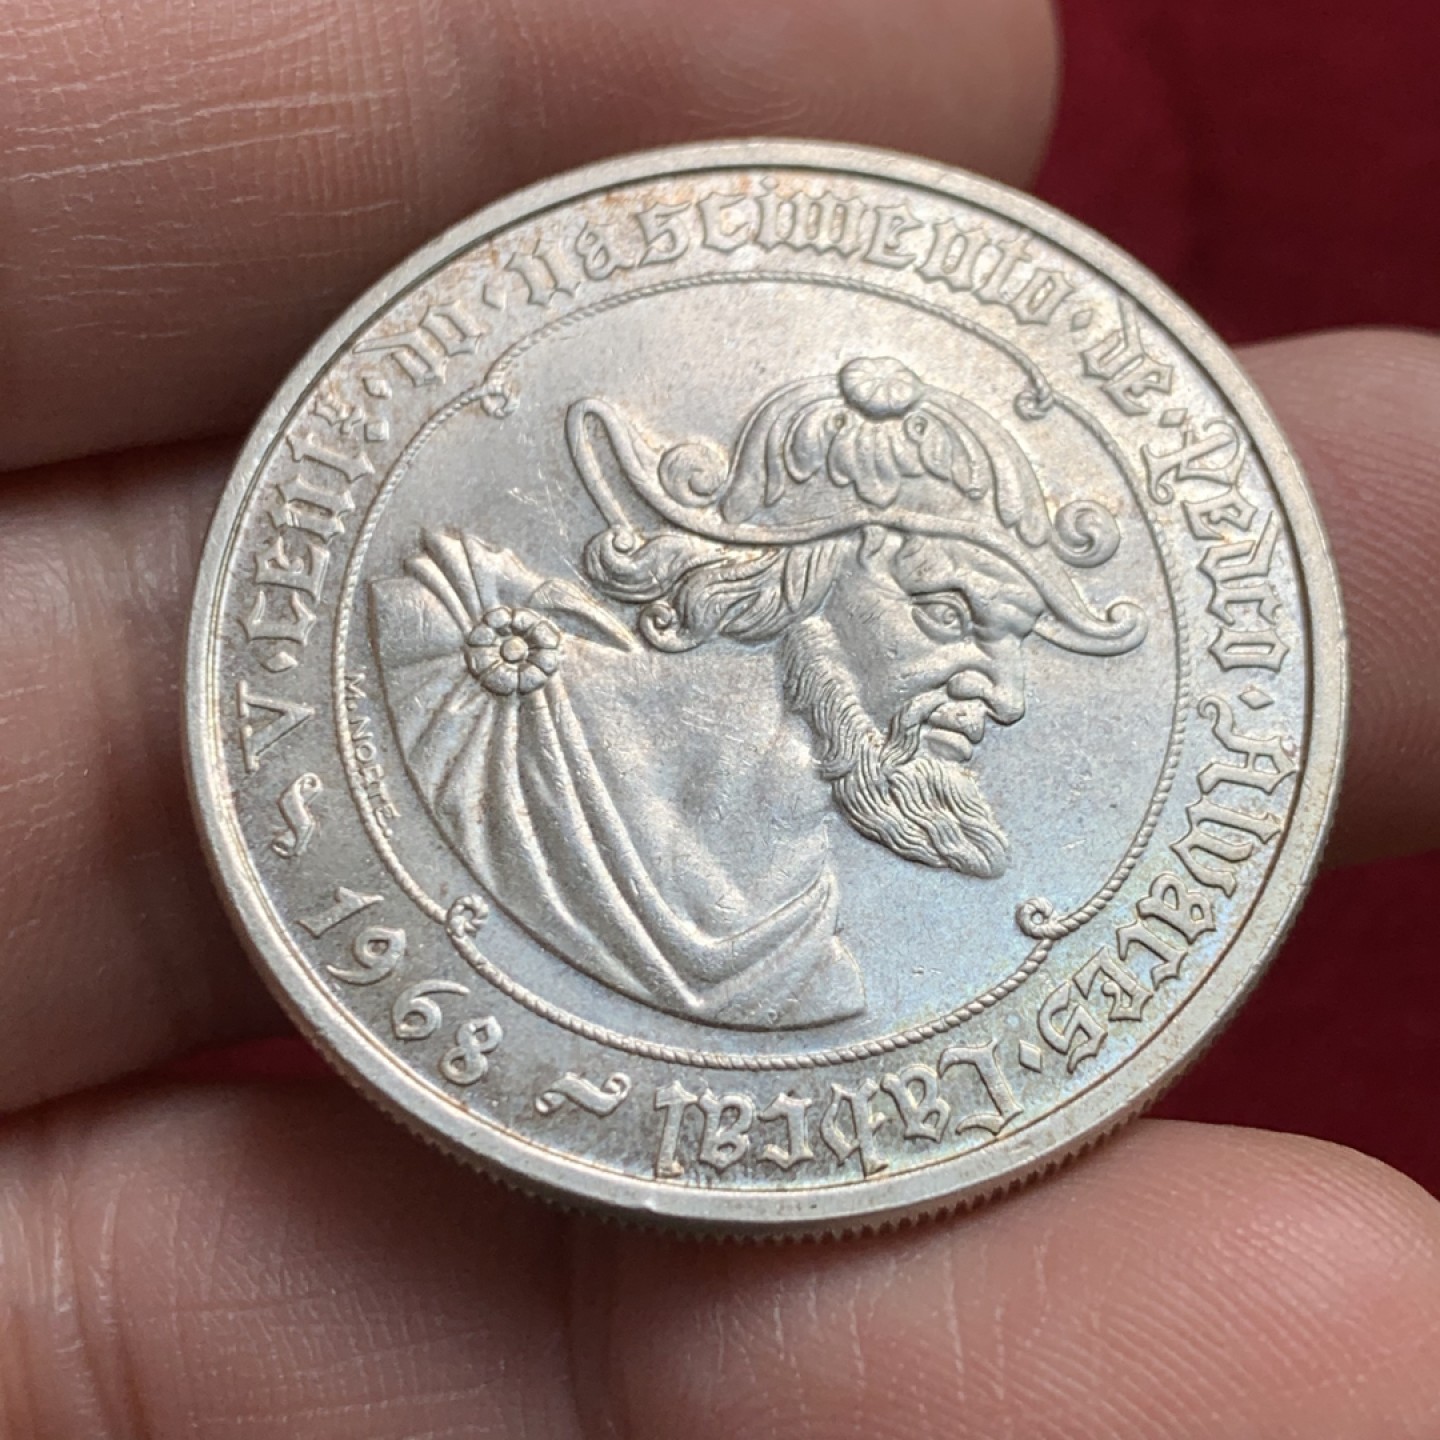 V · Centº · do · nascimento · de · Pedro · Alvares · Cabral
1968
M. NORTE.